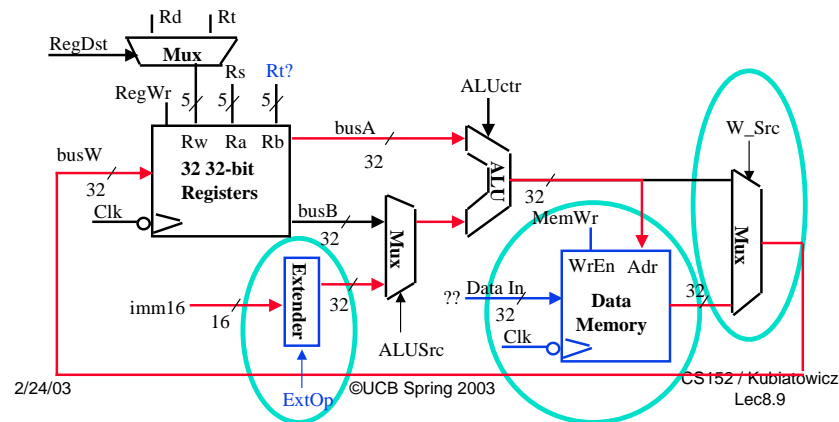 Rd Rt
RegDst
Mux
RegWr
Rs
Rt?
ALUctr
5 5 5
busA
W_Src
Rw Ra Rb
busW
32
32 32-bit
Registers
32
ALU
32
Clk
busB
32
Mux
MemWr
WrEn Adr
Mux
Extender
32
?? Data In
32
Data
Memory
32
imm16
16
Clk
ALUSrc
ExtOp
2/24/03
©UCB Spring 2003
CS152 / Kubiatowicz
Lec8.9